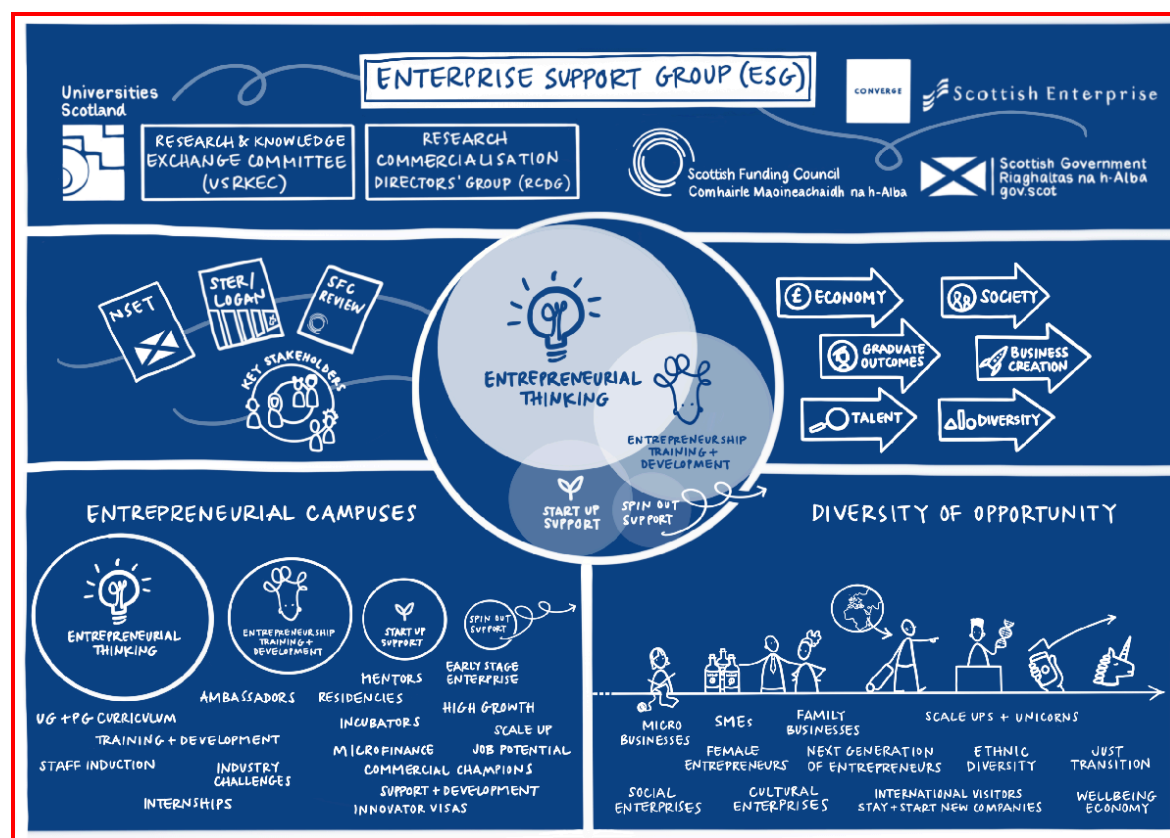 ENTERPRISE SUPPORT GROUP (ESG)
Universities
Scotland
RESEARCH & KNOWLEDGE
EXCHANGE COMMITTEE
(USRKEC)
RESEARCH
COMMERCIALISATION
DIRECTORS' GROUP (RCDG)
CONVERGE
Scottish Enterprise
Scottish Funding Council
Comhairle Maoineachaidh na h-Alba
Scottish Government
Riaghaltas na h-Alba
gov.scot
NSET
STER/
LOGAN
SFC
REVIEW
KEY STAKEHOLDERS
ENTREPRENEURIAL
THINKING
ENTREPRENEURSHIP
TRAINING +
DEVELOPMENT
START UP
SUPPORT
SPIN OUT
SUPPORT
£ ECONOMY
SOCIETY
GRADUATE
OUTCOMES
BUSINESS
CREATION
TALENT
DIVERSITY
ENTREPRENEURIAL CAMPUSES
ENTREPRENEURIAL
THINKING
ENTREPRENEURSHIP
TRAINING +
DEVELOPMENT
START UP
SUPPORT
SPIN OUT
SUPPORT
MENTORS
EARLY STAGE
ENTERPRISE
AMBASSADORS
RESIDENCIES
HIGH GROWTH
UG + PG CURRICULUM
INCUBATORS
SCALE UP
TRAINING + DEVELOPMENT
MICROFINANCE
JOB POTENTIAL
STAFF INDUCTION
INDUSTRY
CHALLENGES
COMMERCIAL CHAMPIONS
SUPPORT + DEVELOPMENT
INTERNSHIPS
INNOVATOR VISAS
DIVERSITY OF OPPORTUNITY
MICRO
BUSINESSES
SMEs
FAMILY
BUSINESSES
SCALE UPS + UNICORNS
FEMALE
ENTREPRENEURS
NEXT GENERATION
OF ENTREPRENEURS
ETHNIC
DIVERSITY
JUST
TRANSITION
SOCIAL
ENTERPRISES
CULTURAL
ENTERPRISES
INTERNATIONAL VISITORS
STAY + START NEW COMPANIES
WELLBEING
ECONOMY